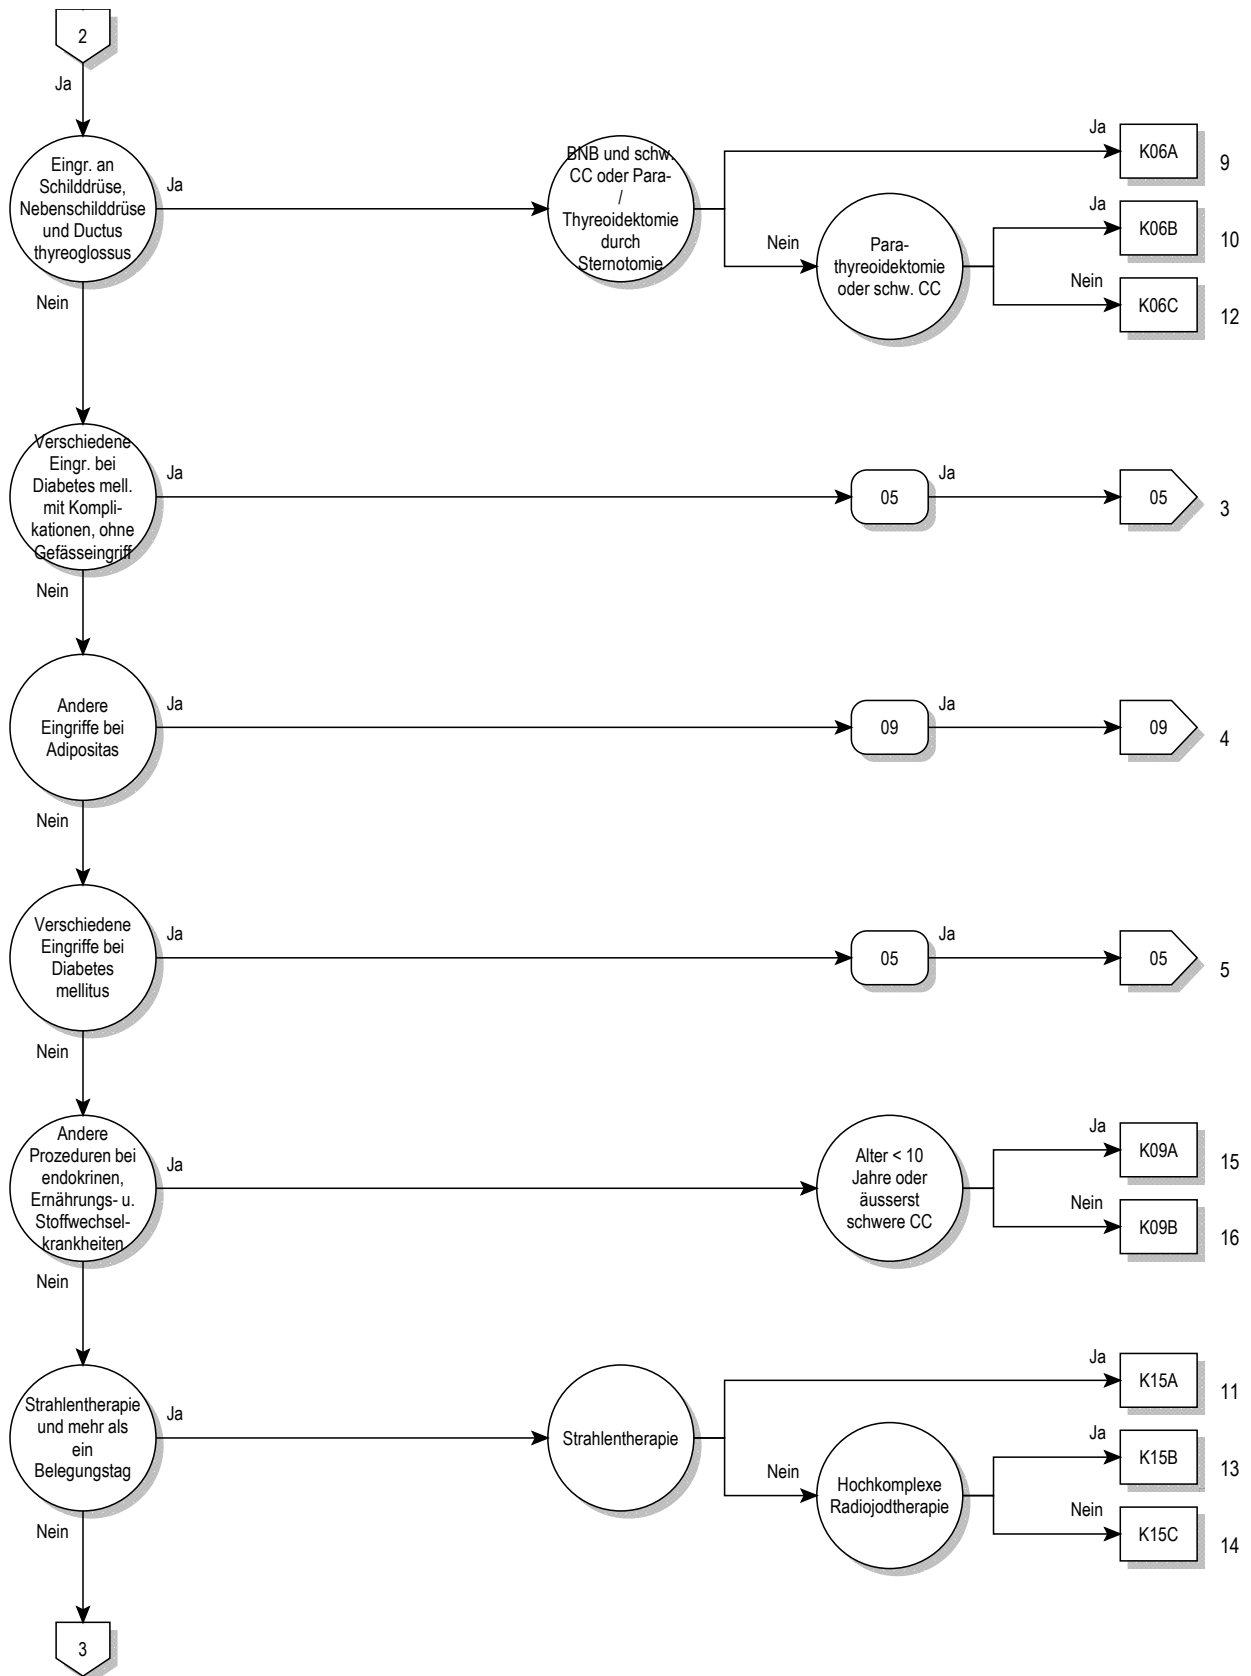 2
Ja
Eingr. an
Schilddrüse,
Nebenschilddrüse
und Ductus
thyreoglossus
Ja
BNB und schw.
CC oder Para-
/
Thyreoidektomie
durch
Sternotomie
Ja
K06A
9
Nein
Para-
thyreoidektomie
oder schw. CC
Ja
K06B
10
Nein
K06C
12
Nein
Verschiedene
Eingr. bei
Diabetes mell.
mit Kompli-
kationen, ohne
Gefässeingriff
Ja
05
Ja
05
3
Nein
Andere
Eingriffe bei
Adipositas
Ja
09
Ja
09
4
Nein
Verschiedene
Eingriffe bei
Diabetes
mellitus
Ja
05
Ja
05
5
Nein
Andere
Prozeduren bei
endokrinen,
Ernährungs- u.
Stoffwechsel-
krankheiten
Ja
Alter < 10
Jahre oder
äusserst
schwere CC
Ja
K09A
15
Nein
K09B
16
Nein
Strahlentherapie
und mehr als
ein
Belegungstag
Ja
Strahlentherapie
Ja
K15A
11
Nein
Hochkomplexe
Radiojodtherapie
Ja
K15B
13
Nein
K15C
14
Nein
3